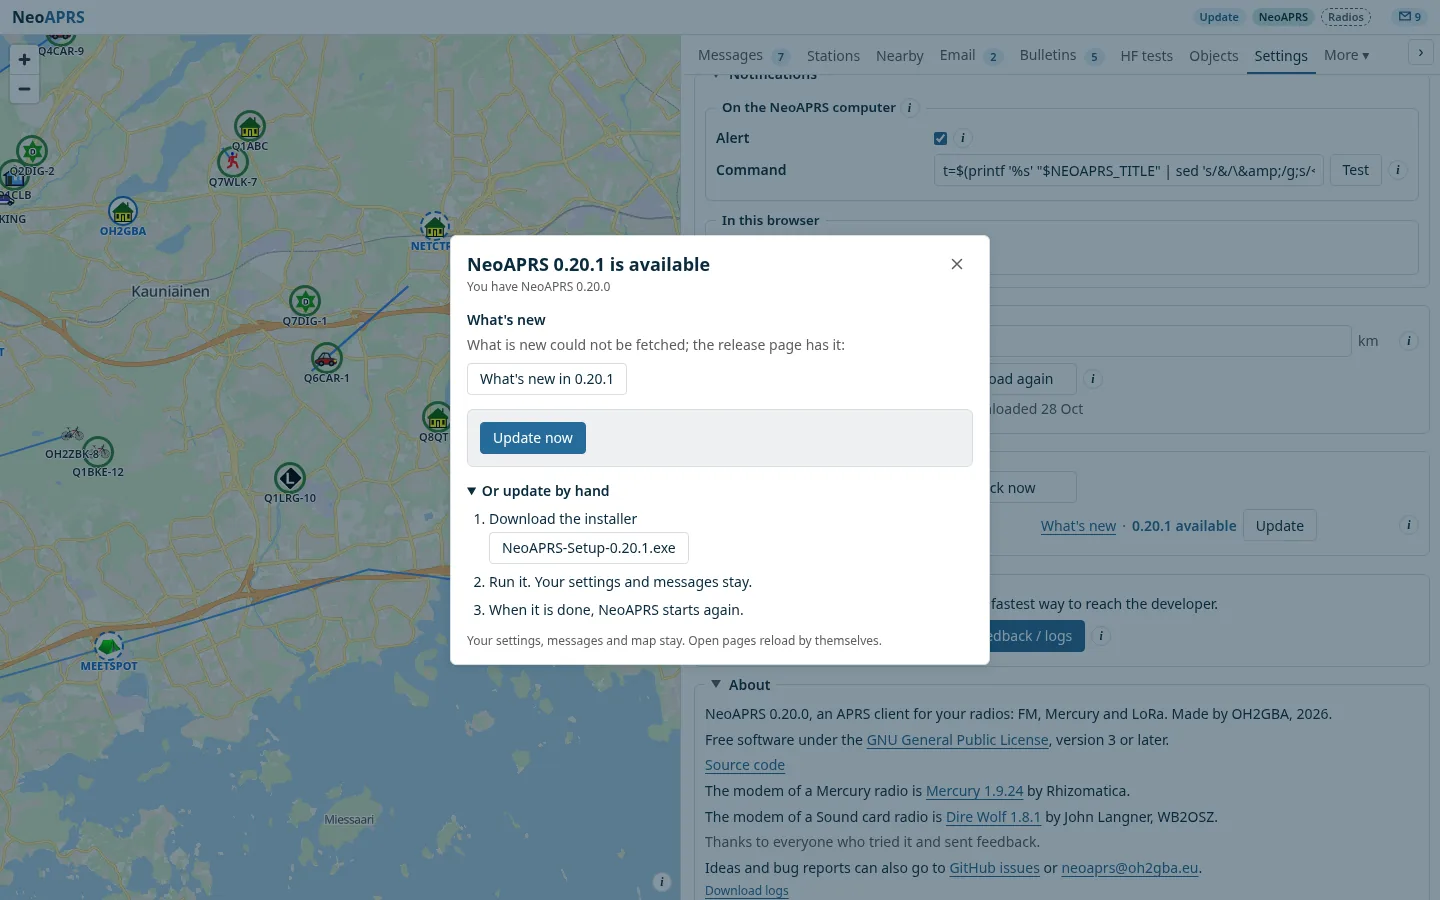 NeoAPRS
Update
NeoAPRS
Radios
9
Q4CAR-9
+
−
Q1ABC
Q2DIG-2
Q7WLK-7
Q1CLB
KING
OH2GBA
NETCT
Kauniainen
Q7DIG-1
Q6CAR-1
Q8QT
OH2ZBK-8
Q1BKE-12
L
Q1LRG-10
MEETSPOT
Miessaari
i
Messages 7
Stations
Nearby
Email 2
Bulletins 5
HF tests
Objects
Settings
More ▾
›
Notifications
On the NeoAPRS computer i
Alert
i
Command
t=$(printf '%s' "$NEOAPRS_TITLE" | sed 's/&/\&amp;/g;s/<
Test
i
In this browser
km
i
oad again
i
loaded 28 Oct
ck now
What's new · 0.20.1 available
Update
i
fastest way to reach the developer.
edback / logs
i
▼ About
NeoAPRS 0.20.0, an APRS client for your radios: FM, Mercury and LoRa. Made by OH2GBA, 2026.
Free software under the GNU General Public License, version 3 or later.
Source code
The modem of a Mercury radio is Mercury 1.9.24 by Rhizomatica.
The modem of a Sound card radio is Dire Wolf 1.8.1 by John Langner, WB2OSZ.
Thanks to everyone who tried it and sent feedback.
Ideas and bug reports can also go to GitHub issues or neoaprs@oh2gba.eu.
Download logs
NeoAPRS 0.20.1 is available
You have NeoAPRS 0.20.0
What's new
What is new could not be fetched; the release page has it:
What's new in 0.20.1
Update now
▼ Or update by hand
1. Download the installer
NeoAPRS-Setup-0.20.1.exe
2. Run it. Your settings and messages stay.
3. When it is done, NeoAPRS starts again.
Your settings, messages and map stay. Open pages reload by themselves.